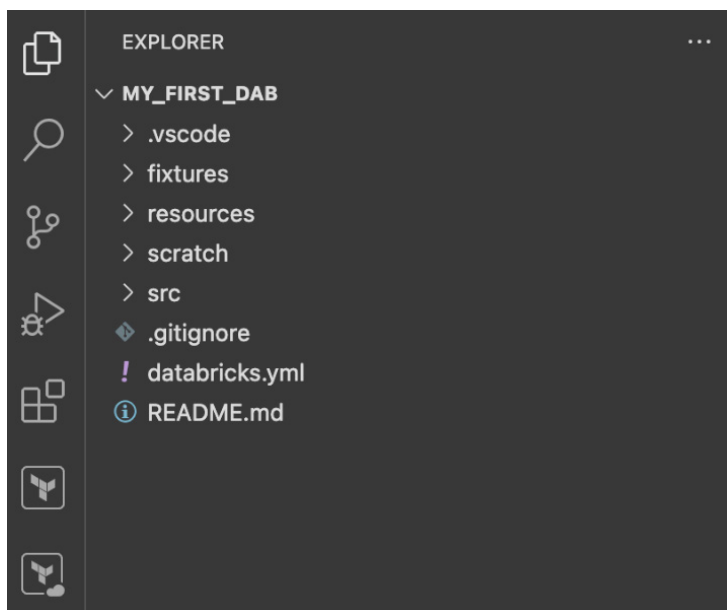 EXPLORER
MY_FIRST_DAB
.vscode
fixtures
resources
scratch
src
.gitignore
databricks.yml
README.md